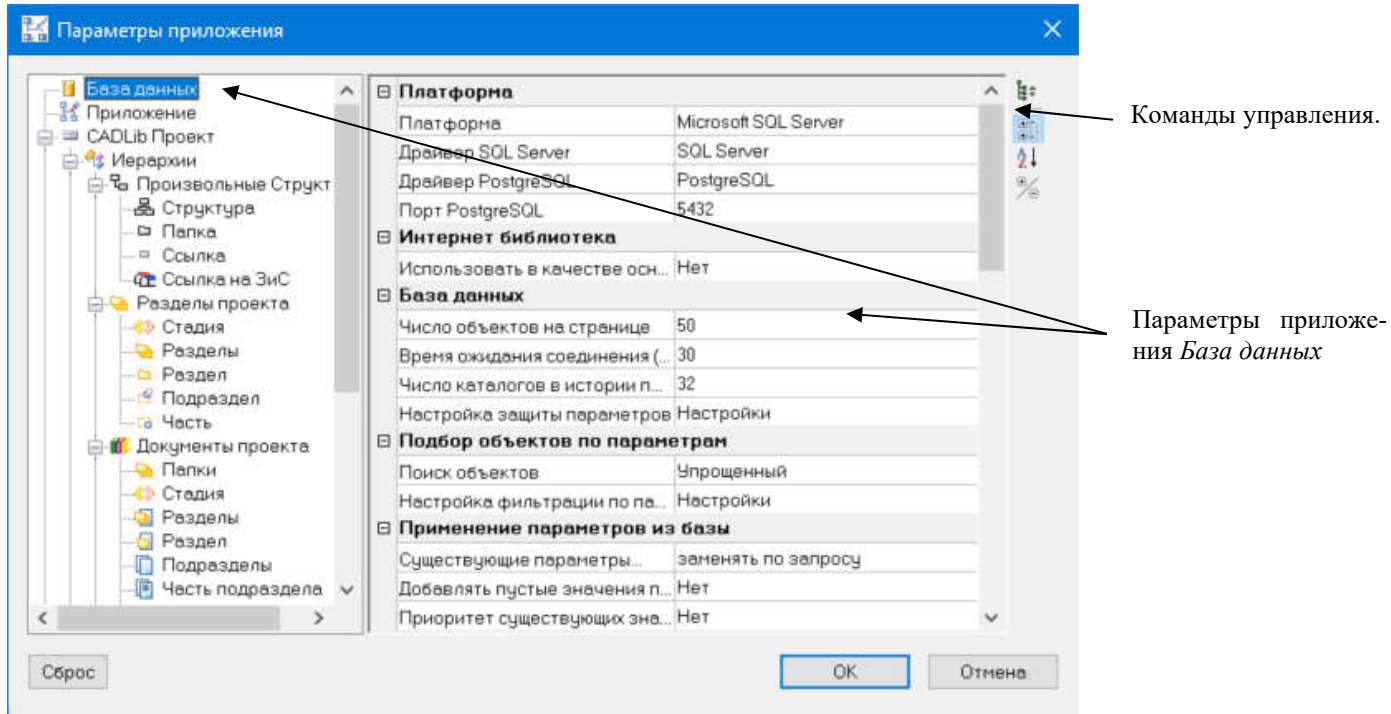 Параметры приложения
База данных
Приложение
CADLib Проект
Иерархии
Произвольные Структ
Структура
Папка
Ссылка
Ссылка на ЗиС
Разделы проекта
Стадия
Разделы
Раздел
Подраздел
Часть
Документы проекта
Папки
Стадия
Разделы
Раздел
Подразделы
Часть подраздела
Платформа
Платформа Microsoft SQL Server
Драйвер SQL Server SQL Server
Драйвер PostgreSQL PostgreSQL
Порт PostgreSQL 5432
Интернет библиотека
Использовать в качестве осн... Нет
База данных
Число объектов на странице 50
Время ожидания соединения (... 30
Число каталогов в истории п... 32
Настройка защиты параметров Настройки
Подбор объектов по параметрам
Поиск объектов Упрощенный
Настройка фильтрации по па... Настройки
Применение параметров из базы
Существующие параметры... заменять по запросу
Добавлять пустые значения п... Нет
Приоритет существующих зна... Нет
Сброс
OK
Отмена
Команды управления.
Параметры приложе-
ния База данных